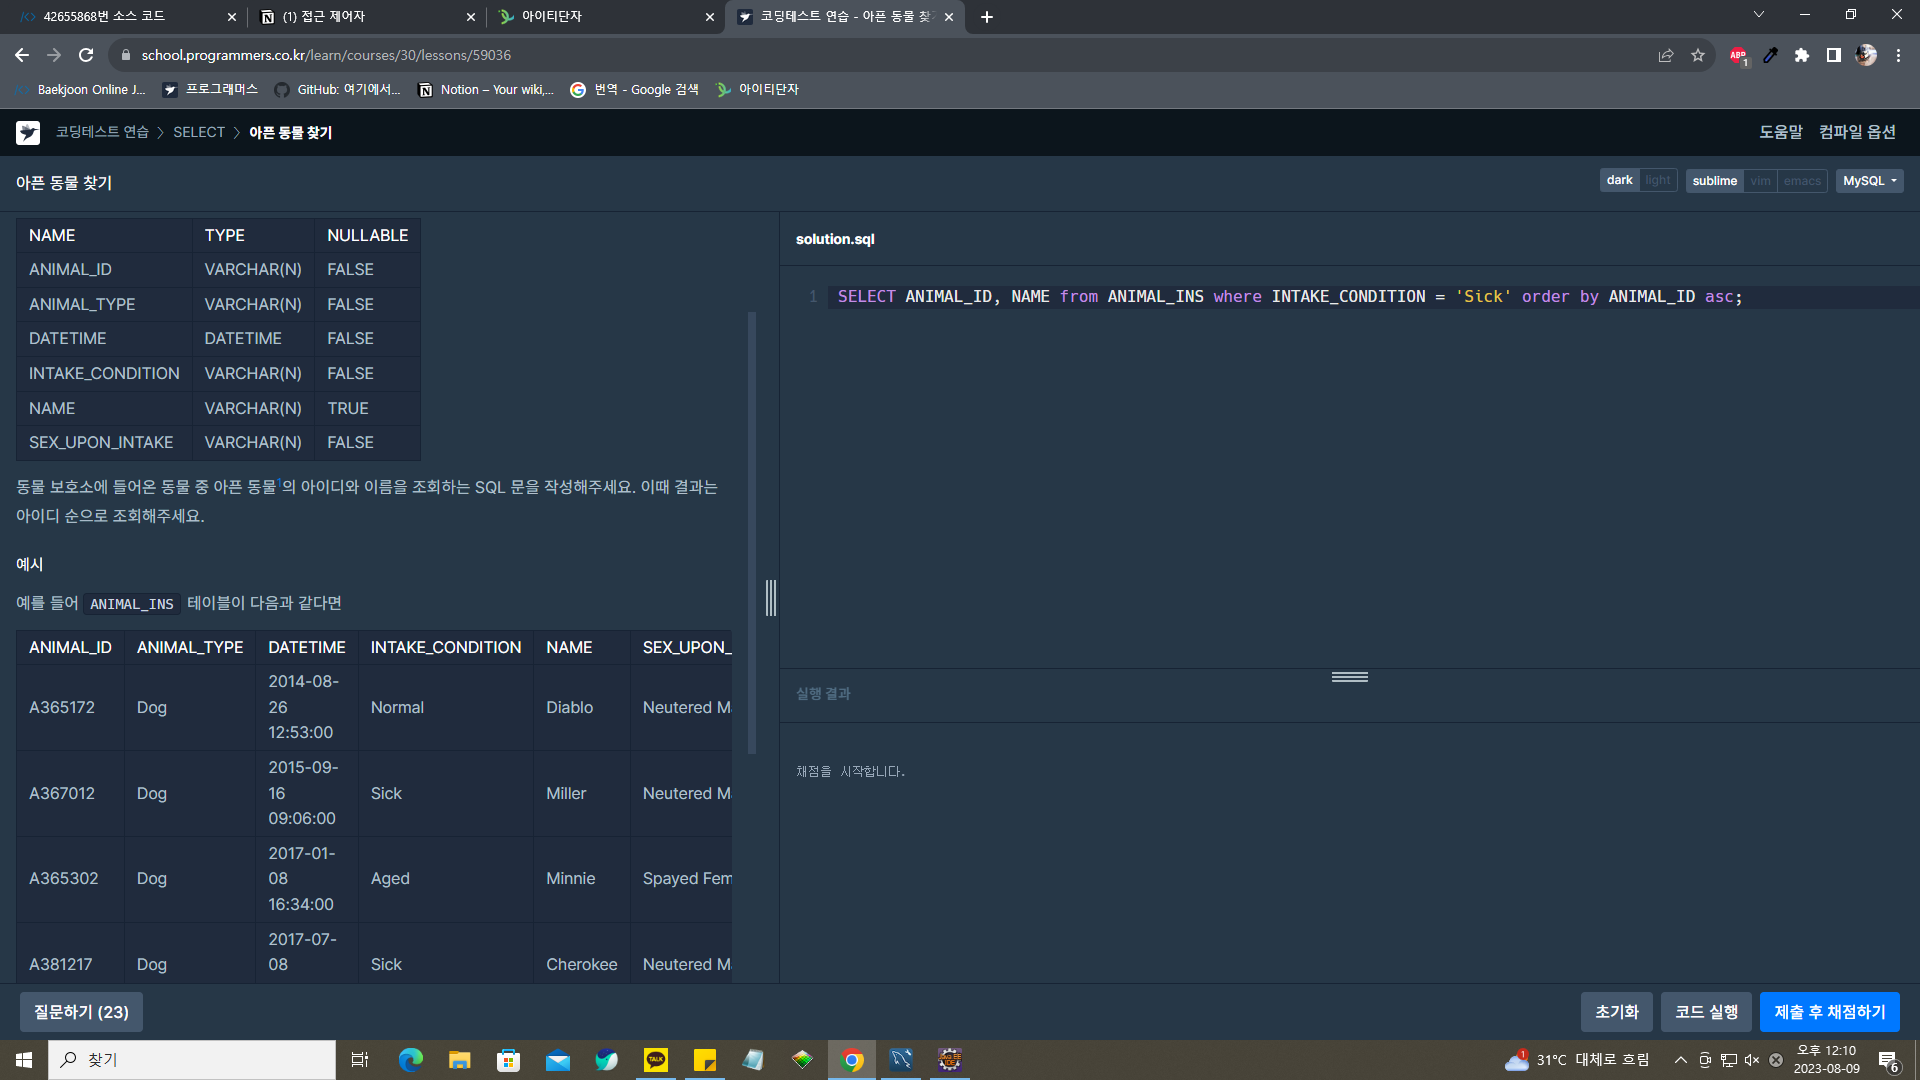 42655868번 소스 코드
(1) 접근 제어자
아이티단자
코딩테스트 연습 - 아픈 동물 찾
school.programmers.co.kr/learn/courses/30/lessons/59036
ABP
1
Baekjoon Online J...
프로그래머스
GitHub: 여기에서...
Notion – Your wiki,...
번역 - Google 검색
아이티단자
코딩테스트 연습 > SELECT > 아픈 동물 찾기
도움말 컴파일 옵션
아픈 동물 찾기
dark light
sublime vim emacs
MySQL
NAME TYPE NULLABLE
ANIMAL_ID VARCHAR(N) FALSE
ANIMAL_TYPE VARCHAR(N) FALSE
DATETIME DATETIME FALSE
INTAKE_CONDITION VARCHAR(N) FALSE
NAME VARCHAR(N) TRUE
SEX_UPON_INTAKE VARCHAR(N) FALSE
동물 보호소에 들어온 동물 중 아픈 동물1의 아이디와 이름을 조회하는 SQL 문을 작성해주세요. 이때 결과는
아이디 순으로 조회해주세요.
예시
예를 들어 ANIMAL_INS 테이블이 다음과 같다면
ANIMAL_ID ANIMAL_TYPE DATETIME INTAKE_CONDITION NAME SEX_UPON_
A365172 Dog 2014-08-26 12:53:00 Normal Diablo Neutered Ma
A367012 Dog 2015-09-16 09:06:00 Sick Miller Neutered Ma
A365302 Dog 2017-01-08 16:34:00 Aged Minnie Spayed Fem
A381217 Dog 2017-07-08 Sick Cherokee Neutered Ma
solution.sql
1 SELECT ANIMAL_ID, NAME from ANIMAL_INS where INTAKE_CONDITION = 'Sick' order by ANIMAL_ID asc;
실행 결과
채점을 시작합니다.
질문하기 (23)
초기화
코드 실행
제출 후 채점하기
찾기
TALK
1
31°C 대체로 흐림
오후 12:10
2023-08-09
6